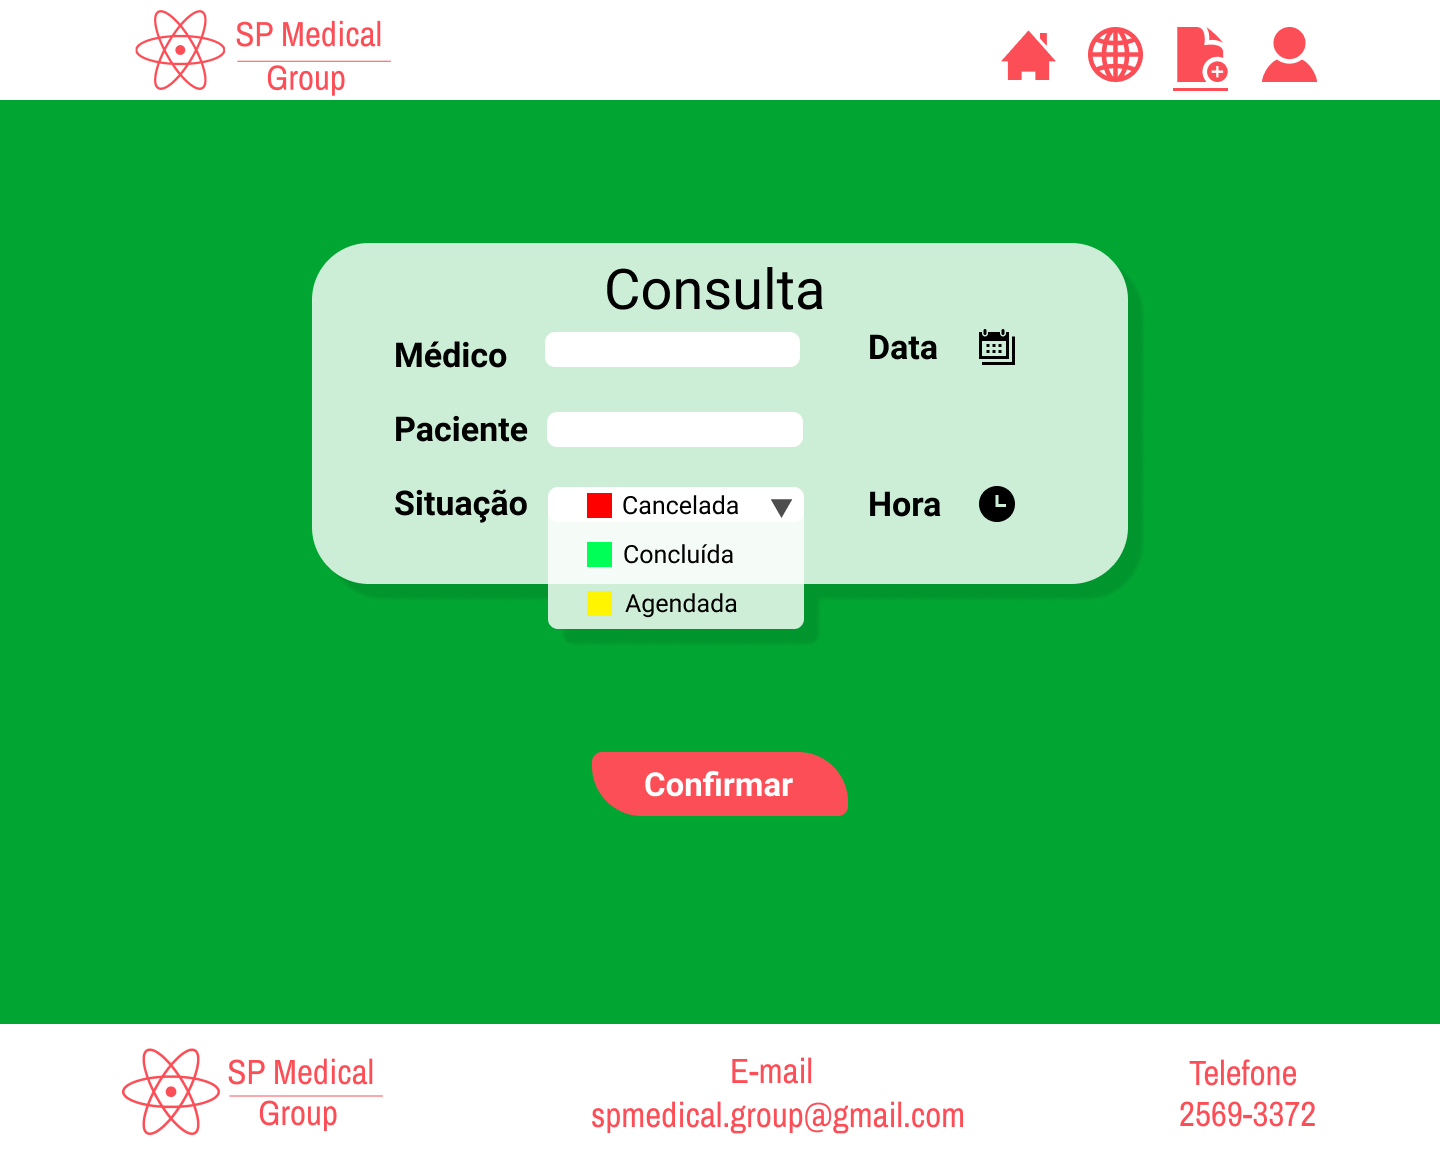 SP Medical
Group
Consulta
Médico
Data
Paciente
Situação
Cancelada
Hora
Concluída
Agendada
Confirmar
SP Medical
Group
E-mail
spmedical.group@gmail.com
Telefone
2569-3372